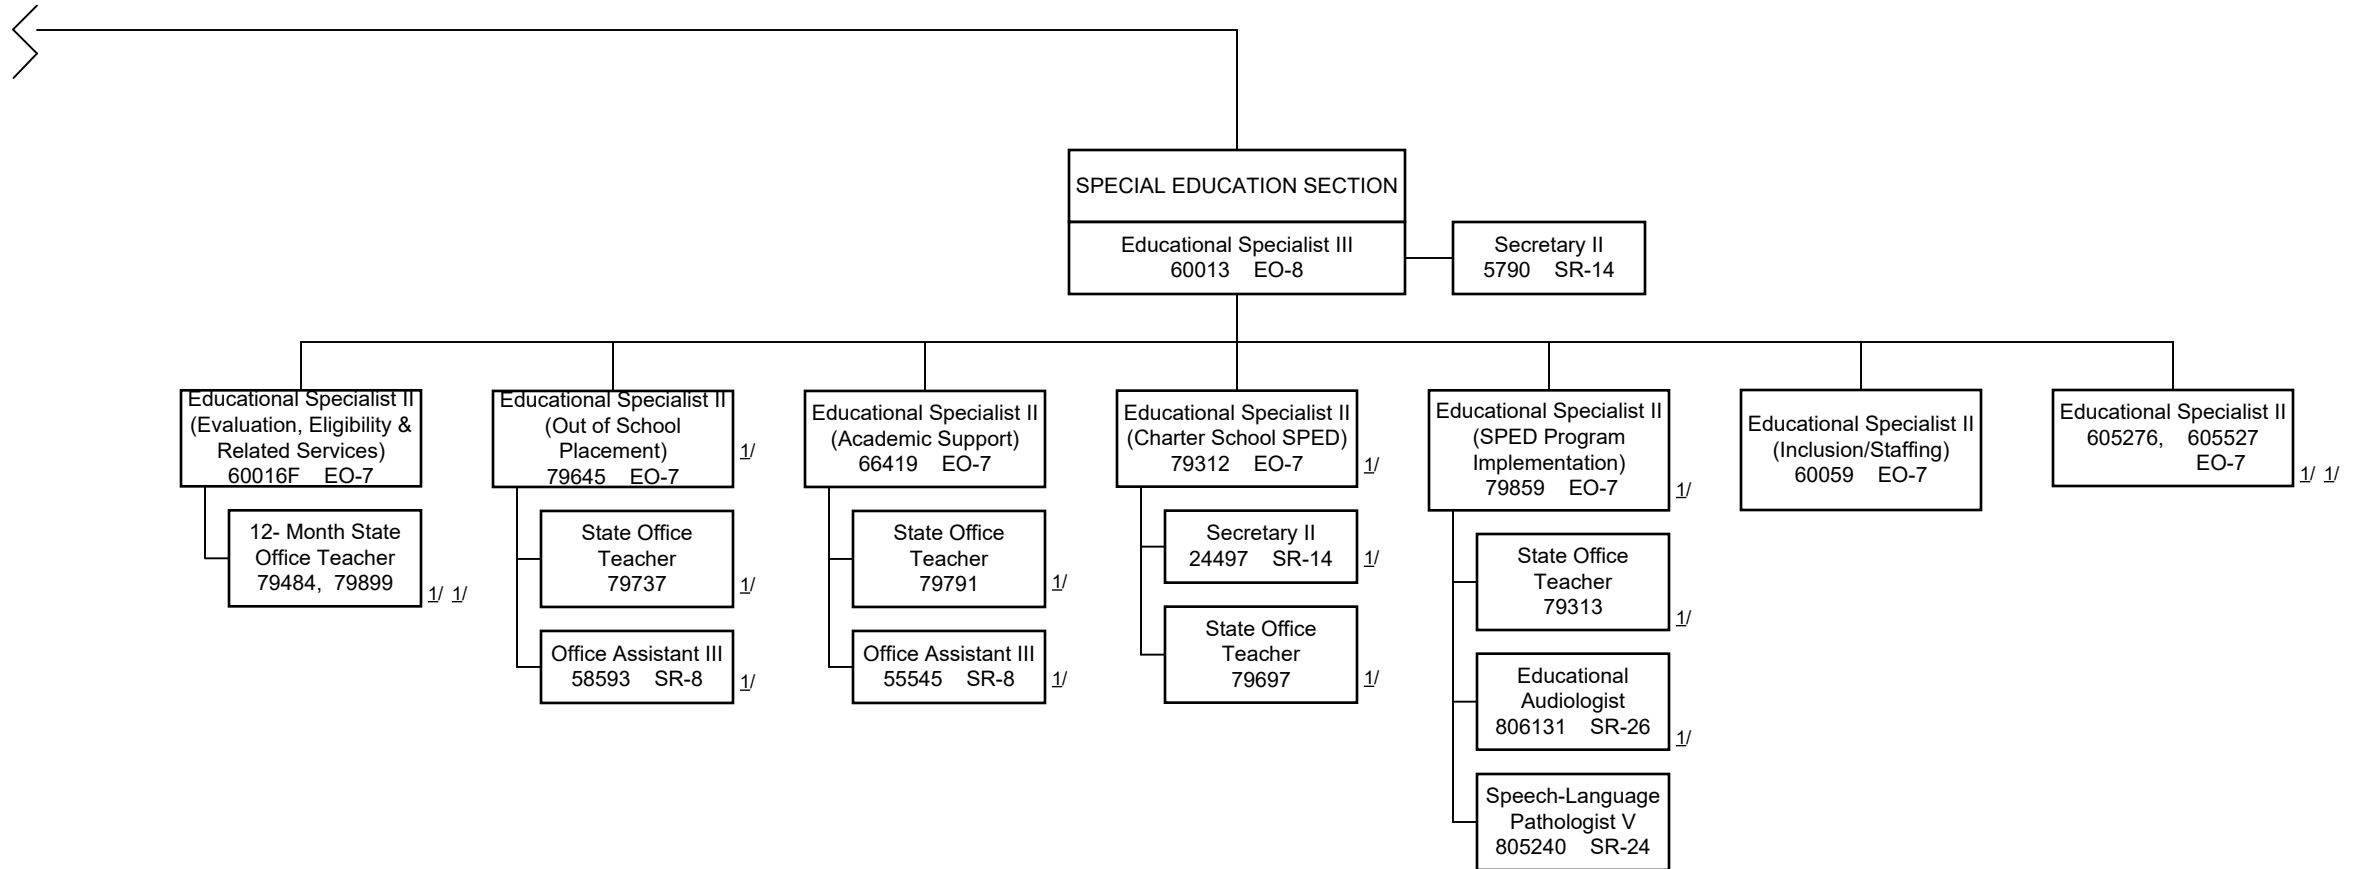 SPECIAL EDUCATION SECTION
Educational Specialist III
60013 EO-8
Secretary II
5790 SR-14
Educational Specialist II
(Evaluation, Eligibility &
Related Services)
60016F EO-7
12- Month State
Office Teacher
79484, 79899
1/ 1/
Educational Specialist II
(Out of School
Placement)
79645 EO-7
1/
State Office
Teacher
79737
1/
Office Assistant III
58593 SR-8
1/
Educational Specialist II
(Academic Support)
66419 EO-7
State Office
Teacher
79791
1/
Office Assistant III
55545 SR-8
1/
Educational Specialist II
(Charter School SPED)
79312 EO-7
1/
Secretary II
24497 SR-14
1/
State Office
Teacher
79697
1/
Educational Specialist II
(SPED Program
Implementation)
79859 EO-7
1/
State Office
Teacher
79313
1/
Educational
Audiologist
806131 SR-26
1/
Speech-Language
Pathologist V
805240 SR-24
Educational Specialist II
(Inclusion/Staffing)
60059 EO-7
Educational Specialist II
605276, 605527
EO-7
1/ 1/